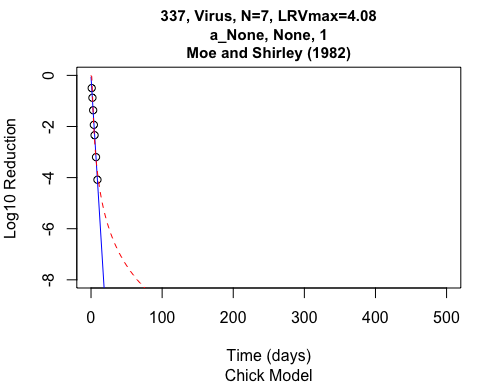 337, Virus, N=7, LRVmax=4.08
a_None, None, 1
Moe and Shirley (1982)
Log10 Reduction
0
-2
-4
-6
-8
0 100 200 300 400 500
Time (days)
Chick Model